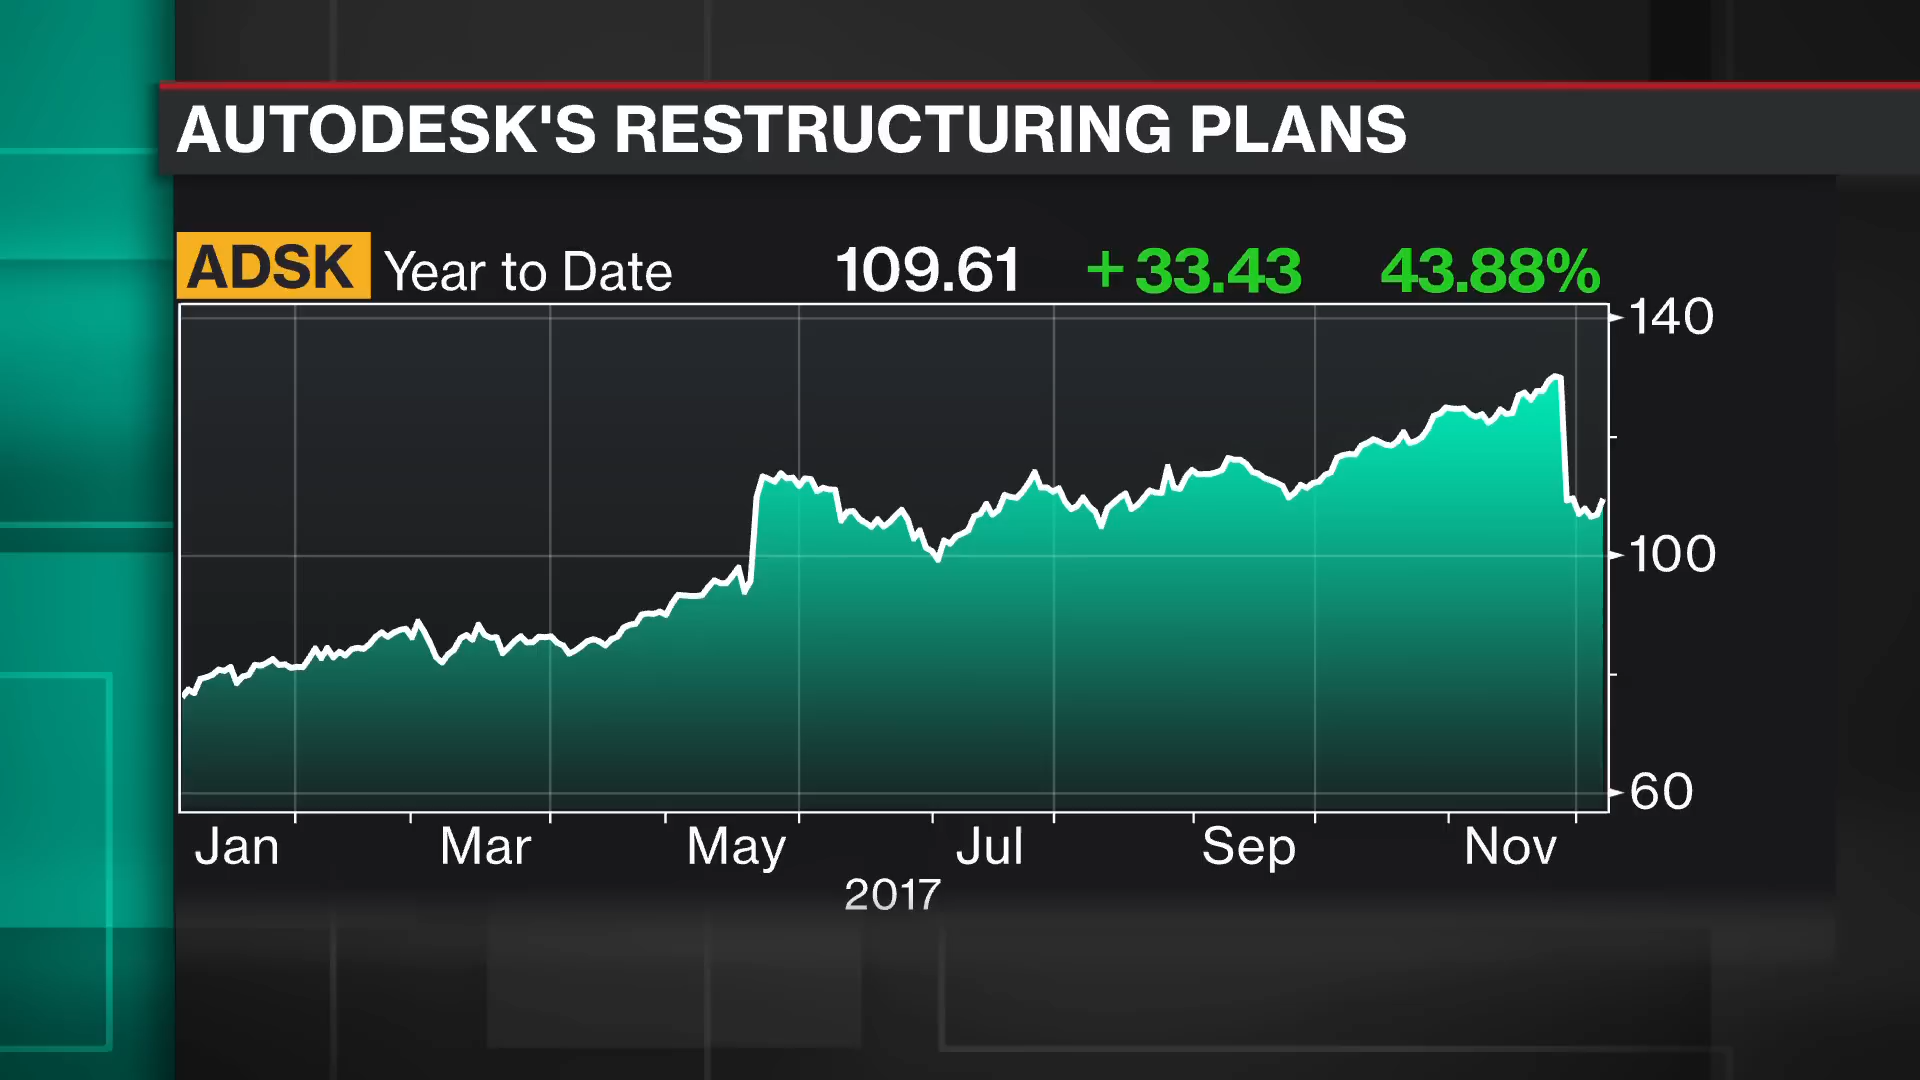 AUTODESK'S RESTRUCTURING PLANS
ADSK Year to Date 109.61 +33.43 43.88%
140
100
60
Jan Mar May Jul Sep Nov
2017